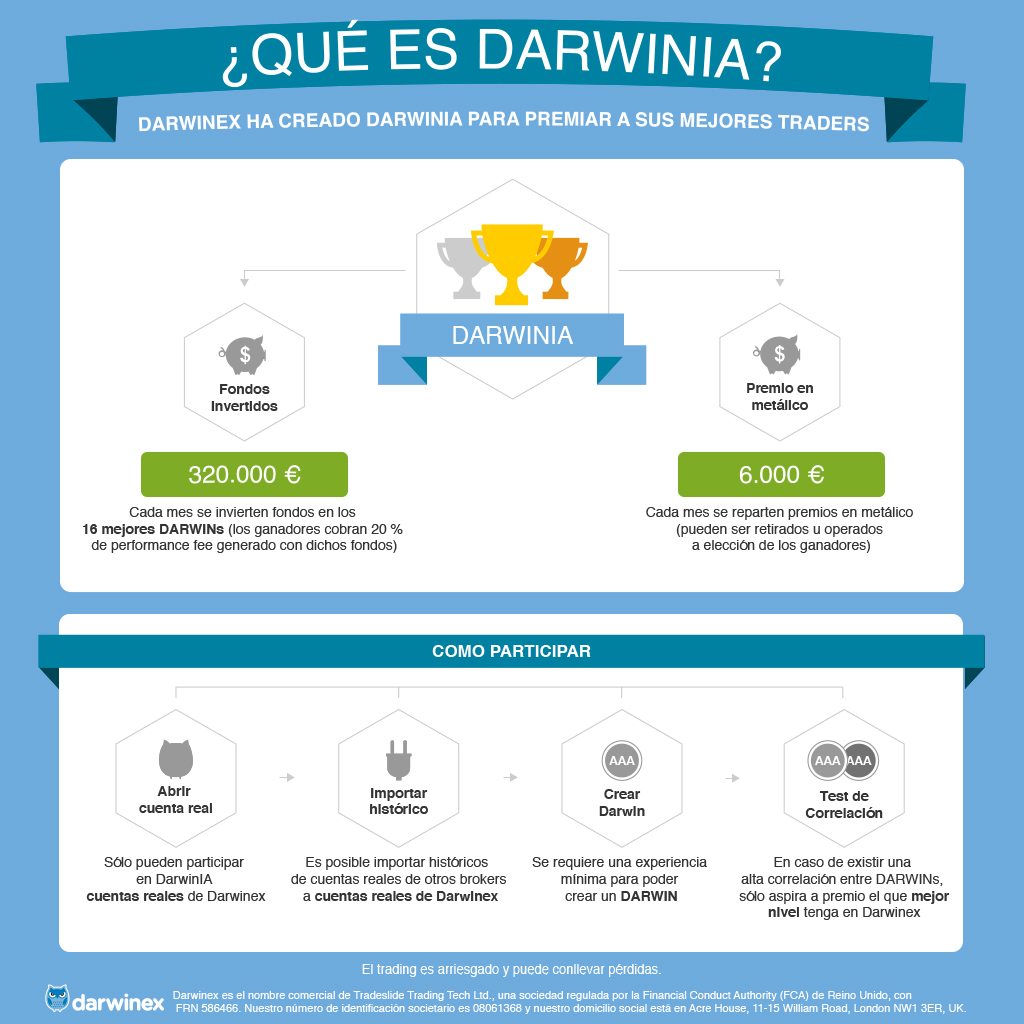 ¿QUÉ ES DARWINIA?
DARWINEX HA CREADO DARWINIA PARA PREMIAR A SUS MEJORES TRADERS
DARWINIA
$
Fondos
Invertidos
320.000 €
Cada mes se invierten fondos en los
16 mejores DARWINs (los ganadores cobran 20 %
de performance fee generado con dichos fondos)
$
Premio en
metálico
6.000 €
Cada mes se reparten premios en metálico
(pueden ser retirados u operados
a elección de los ganadores)
COMO PARTICIPAR
Abrir
cuenta real
Sólo pueden participar
en DarwinIA
cuentas reales de Darwinex
Importar
histórico
Es posible importar históricos
de cuentas reales de otros brokers
a cuentas reales de Darwinex
AAA
Crear
Darwin
Se requiere una experiencia
mínima para poder
crear un DARWIN
AAA AAA
Test de
Correlación
En caso de existir una
alta correlación entre DARWINs,
sólo aspira a premio el que mejor
nivel tenga en Darwinex
El trading es arriesgado y puede conllevar pérdidas.
darwinex
Darwinex es el nombre comercial de Tradeslide Trading Tech Ltd., una sociedad regulada por la Financial Conduct Authority (FCA) de Reino Unido, con
FRN 586466. Nuestro número de identificación societario es 08061368 y nuestro domicilio social está en Acre House, 11-15 William Road, London NW1 3ER, UK.